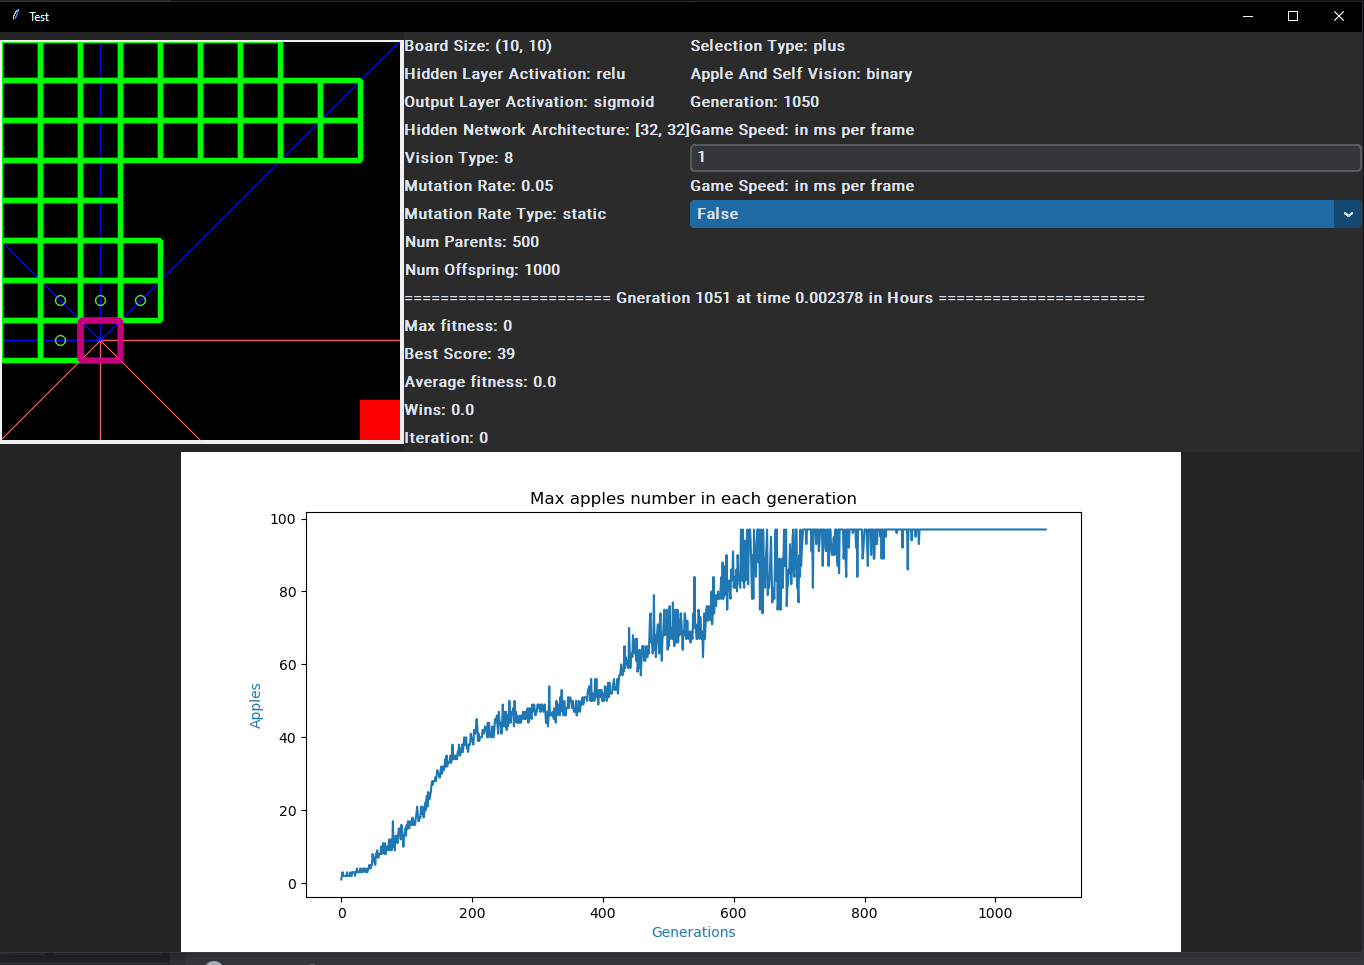 Test
Board Size: (10, 10)
Hidden Layer Activation: relu
Output Layer Activation: sigmoid
Hidden Network Architecture: [32, 32]
Vision Type: 8
Mutation Rate: 0.05
Mutation Rate Type: static
Num Parents: 500
Num Offspring: 1000
Selection Type: plus
Apple And Self Vision: binary
Generation: 1050
Game Speed: in ms per frame
1
Game Speed: in ms per frame
False
======================= Gneration 1051 at time 0.002378 in Hours =======================
Max fitness: 0
Best Score: 39
Average fitness: 0.0
Wins: 0.0
Iteration: 0
Max apples number in each generation
100
80
60
40
20
0
Apples
0 200 400 600 800 1000
Generations